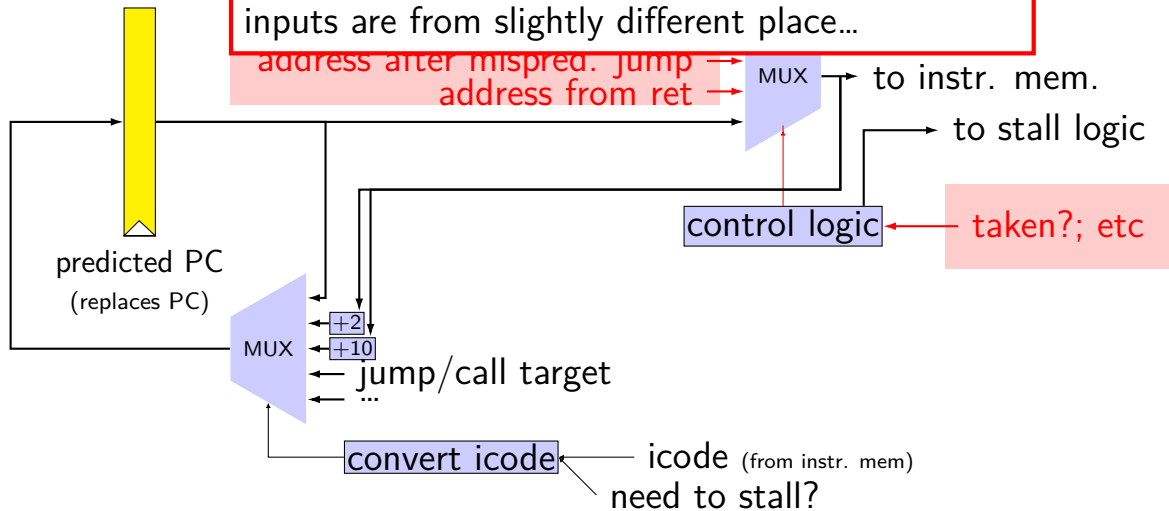 inputs are from slightly different place…
address after mispred. jump
address from ret
MUX
to instr. mem.
to stall logic
control logic
taken?; etc
predicted PC
(replaces PC)
MUX
+2
+10
jump/call target
...
convert icode
icode (from instr. mem)
need to stall?